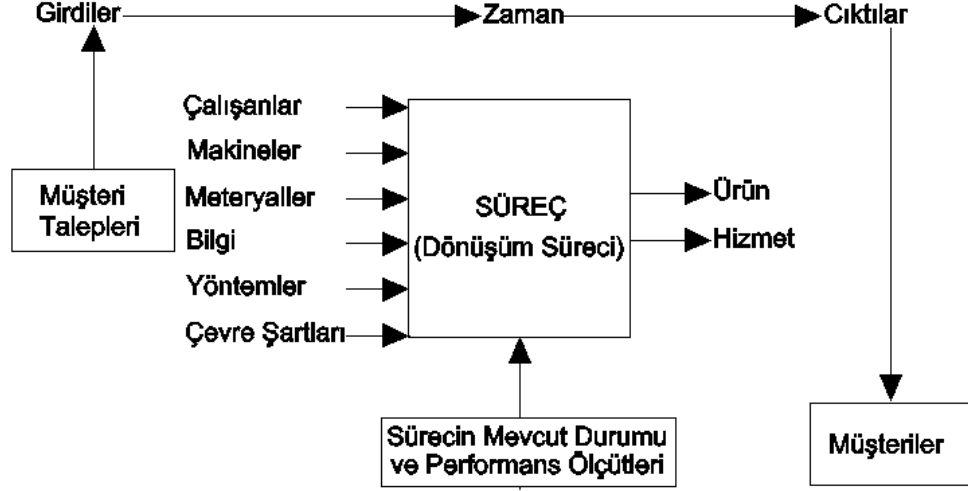 Girdiler
Zaman
Cıktılar
Çalışanlar
Makineler
Müşteri
Talepleri
Meteryaller
Bilgi
Yöntemler
Çevre Şartları
SÜREÇ
(Dönüşüm Süreci)
Ürün
Hizmet
Sürecin Mevcut Durumu
ve Performans Ölçütleri
Müşteriler